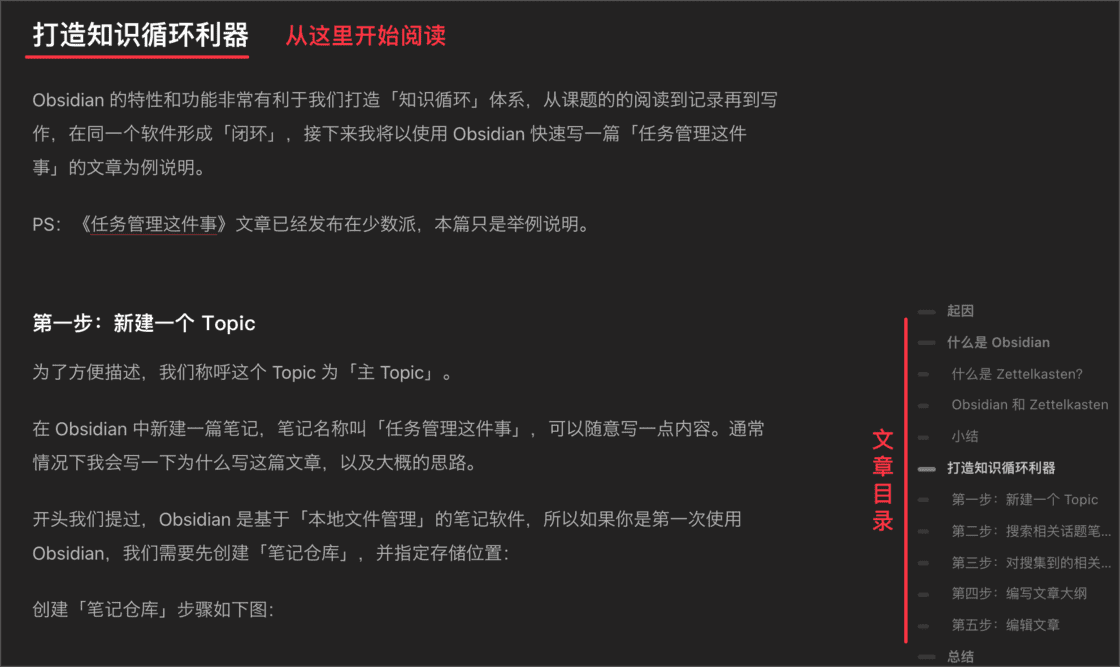 打造知识循环利器
从这里开始阅读
Obsidian 的特性和功能非常有利于我们打造「知识循环」体系，从课题的的阅读到记录再到写
作，在同一个软件形成「闭环」，接下来我将以使用 Obsidian 快速写一篇「任务管理这件
事」的文章为例说明。
PS：《任务管理这件事》文章已经发布在少数派，本篇只是举例说明。
第一步：新建一个 Topic
为了方便描述，我们称呼这个 Topic 为「主 Topic」。
在 Obsidian 中新建一篇笔记，笔记名称叫「任务管理这件事」，可以随意写一点内容。通常
情况下我会写一下为什么写这篇文章，以及大概的思路。
开头我们提过，Obsidian 是基于「本地文件管理」的笔记软件，所以如果你是第一次使用
Obsidian，我们需要先创建「笔记仓库」，并指定存储位置：
创建「笔记仓库」步骤如下图：
文章目录
起因
什么是 Obsidian
什么是 Zettelkasten?
Obsidian 和 Zettelkasten
小结
打造知识循环利器
第一步：新建一个 Topic
第二步：搜索相关话题笔...
第三步：对搜集到的相关...
第四步：编写文章大纲
第五步：编辑文章
总结